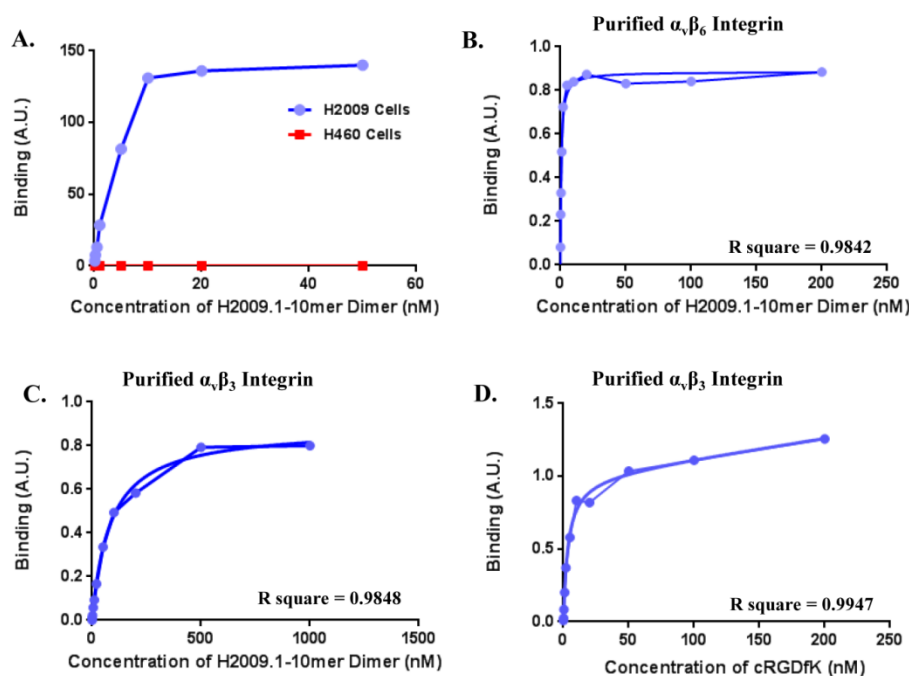 A.
Binding (A.U.)
150
100
50
0
H2009 Cells
H460 Cells
0 20 40 60
Concentration of H2009.1-10mer Dimer (nM)
B.
Purified αvβ6 Integrin
Binding (A.U.)
1.0
0.8
0.6
0.4
0.2
0.0
R square = 0.9842
0 50 100 150 200 250
Concentration of H2009.1-10mer Dimer (nM)
C.
Purified αvβ3 Integrin
Binding (A.U.)
1.0
0.8
0.6
0.4
0.2
0.0
R square = 0.9848
0 500 1000 1500
Concentration of H2009.1-10mer Dimer (nM)
D.
Purified αvβ3 Integrin
Binding (A.U.)
1.5
1.0
0.5
0.0
R square = 0.9947
0 50 100 150 200 250
Concentration of cRGDfK (nM)